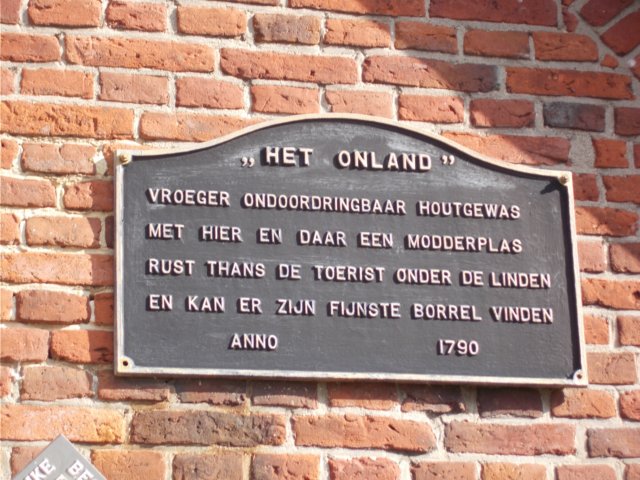 „HET ONLAND”
VROEGER ONDOORDRINGBAAR HOUTGEWAS
MET HIER EN DAAR EEN MODDERPLAS
RUST THANS DE TOERIST ONDER DE LINDEN
EN KAN ER ZIJN FIJNSTE BORREL VINDEN
ANNO 1790